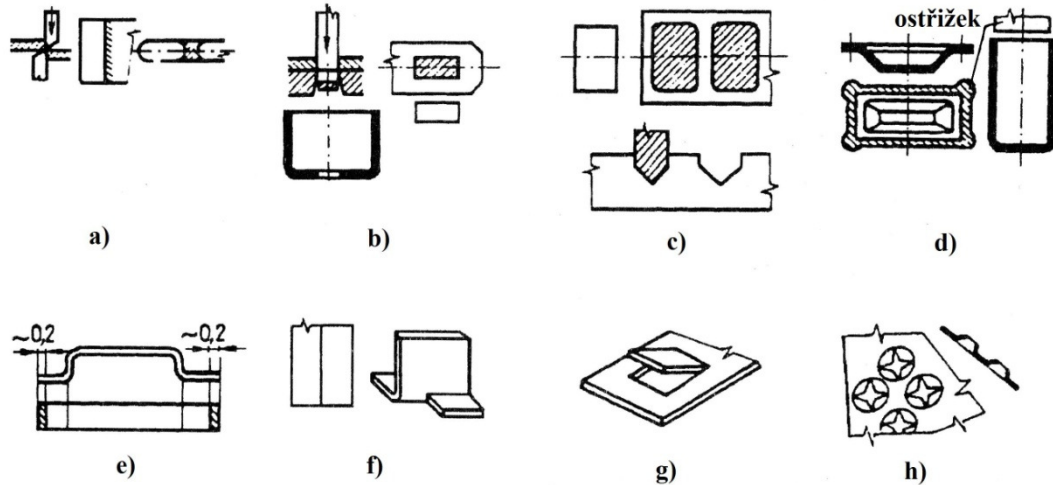 ostřižek
a)
b)
c)
d)
~0,2
~0,2
e)
f)
g)
h)